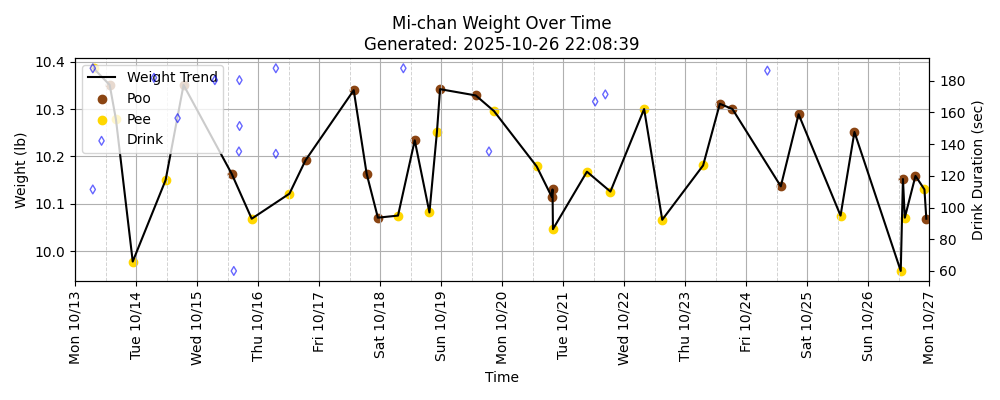 Mi-chan Weight Over Time
Generated: 2025-10-26 22:08:39
Weight (lb)
10.4
10.3
10.2
10.1
10.0
Weight Trend
Poo
Pee
Drink
180
160
140
120
100
80
60
Drink Duration (sec)
Mon 10/13
Tue 10/14
Wed 10/15
Thu 10/16
Fri 10/17
Sat 10/18
Sun 10/19
Mon 10/20
Tue 10/21
Wed 10/22
Thu 10/23
Fri 10/24
Sat 10/25
Sun 10/26
Mon 10/27
Time